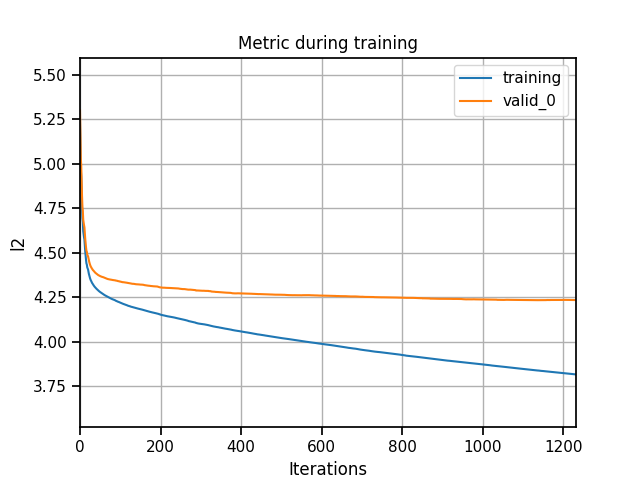 Metric during training
training
valid_0
l2
5.50
5.25
5.00
4.75
4.50
4.25
4.00
3.75
0 200 400 600 800 1000 1200
Iterations